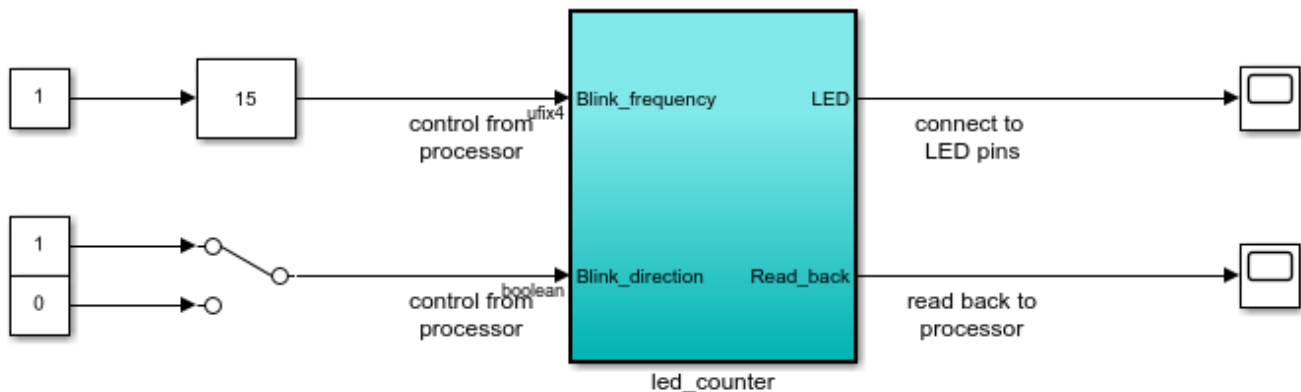 1
15
ufix4
Blink_frequency
LED
control from
processor
connect to
LED pins
1
0
boolean
Blink_direction
Read_back
control from
processor
read back to
processor
led_counter